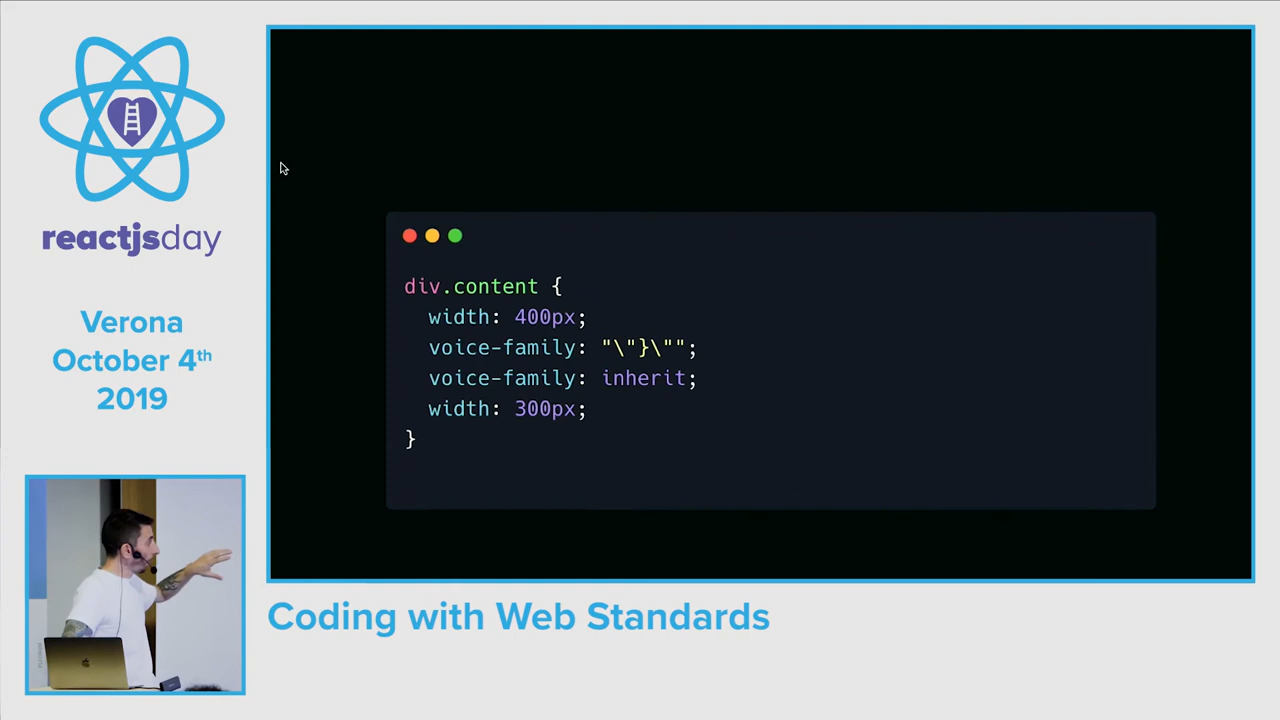 reactjsday
Verona
October 4th
2019
div.content {
width: 400px;
voice-family: "\"}\"";
voice-family: inherit;
width: 300px;
}
Coding with Web Standards